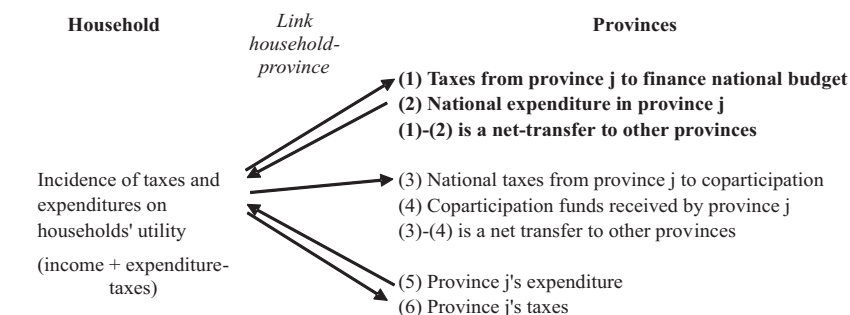 Household
Link
household-
province
Provinces
(1) Taxes from province j to finance national budget
(2) National expenditure in province j
(1)-(2) is a net-transfer to other provinces
Incidence of taxes and
expenditures on
households' utility
(income + expenditure-
taxes)
(3) National taxes from province j to coparticipation
(4) Coparticipation funds received by province j
(3)-(4) is a net transfer to other provinces
(5) Province j's expenditure
(6) Province j's taxes